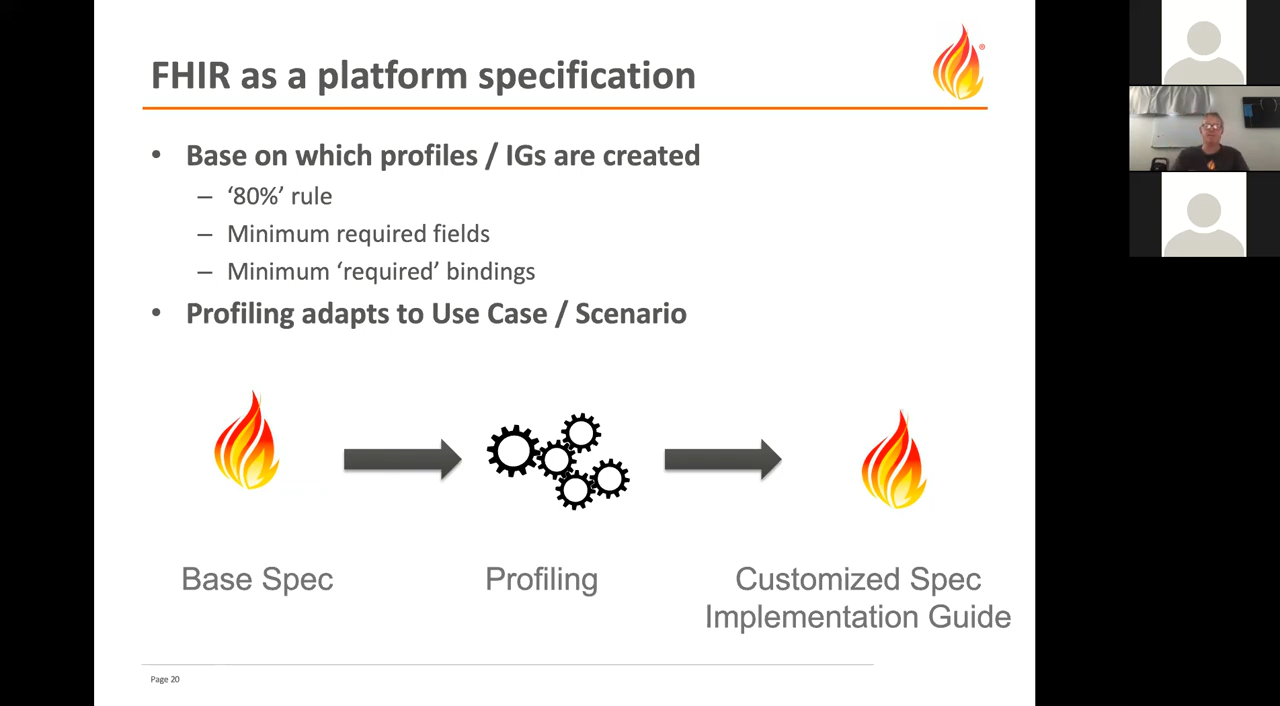 FHIR as a platform specification
®
• Base on which profiles / IGs are created
– ‘80%’ rule
– Minimum required fields
– Minimum ‘required’ bindings
• Profiling adapts to Use Case / Scenario
Base Spec
Profiling
Customized Spec
Implementation Guide
Page 20